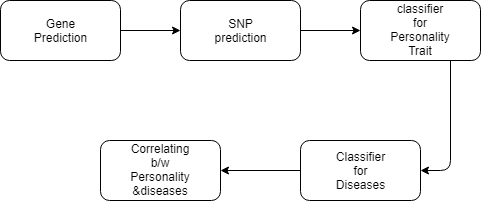 Gene
Prediction
SNP
prediction
classifier
for
Personality
Trait
Classifier
for
Diseases
Correlating
b/w
Personality
&diseases